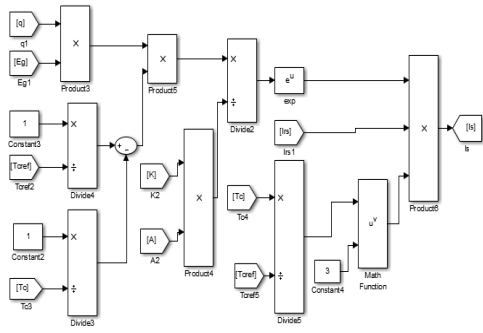 [q]
q1
[Eg]
Eg1
×
Product3
1
Constant3
[Tcref]
Tcref2
×
÷
Divide4
1
Constant2
[Tc]
Tc3
×
÷
Divide3
+
−
×
Product5
[K]
K2
[A]
A2
×
Product4
×
÷
Divide2
e^u
exp
[Irs]
Irs1
[Tc]
Tc4
[Tcref]
Tcref5
×
÷
Divide5
3
Constant4
u^v
Math
Function
×
Product6
[Is]
Is